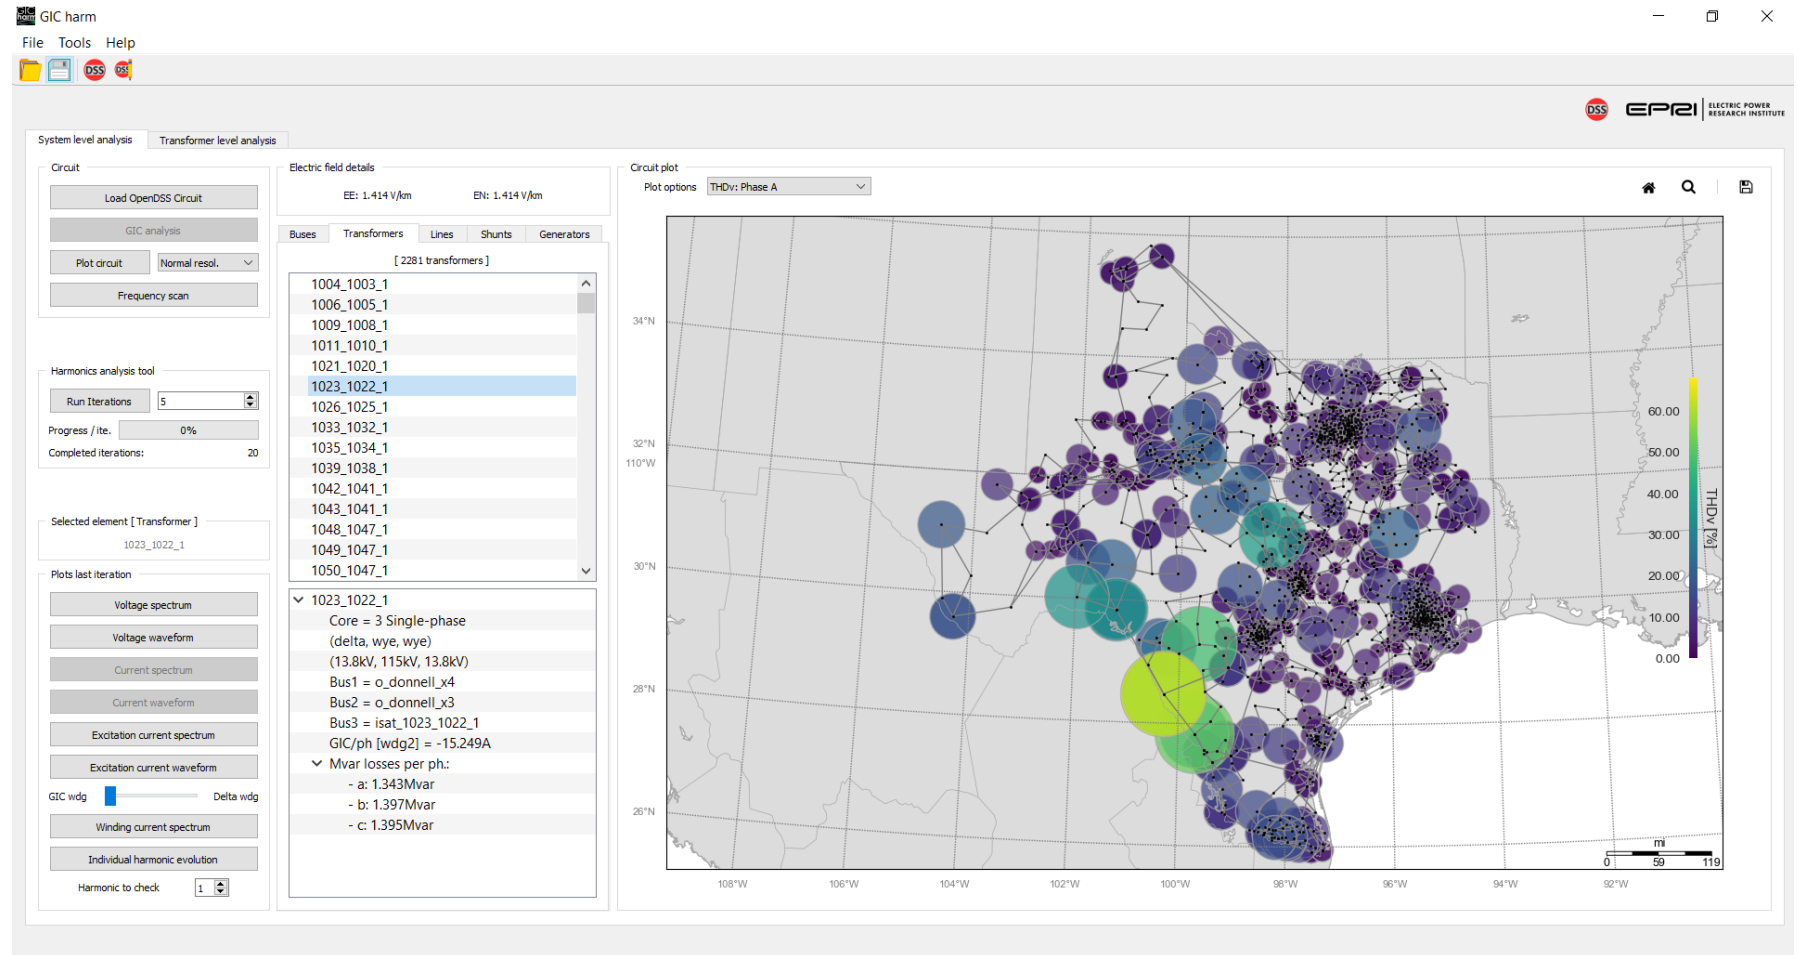 GIC harm
File Tools Help
DSS DSS
DSS EPRI ELECTRIC POWER
RESEARCH INSTITUTE
System level analysis Transformer level analysis
Circuit
Load OpenDSS Circuit
GIC analysis
Plot circuit Normal resol.
Frequency scan
Harmonics analysis tool
Run Iterations 5
Progress / ite. 0%
Completed iterations: 20
Selected element [ Transformer ]
1023_1022_1
Plots last iteration
Voltage spectrum
Voltage waveform
Current spectrum
Current waveform
Excitation current spectrum
Excitation current waveform
GIC wdg Delta wdg
Winding current spectrum
Individual harmonic evolution
Harmonic to check 1
Electric field details
EE: 1.414 V/km EN: 1.414 V/km
Buses Transformers Lines Shunts Generators
[ 2281 transformers ]
1004_1003_1
1006_1005_1
1009_1008_1
1011_1010_1
1021_1020_1
1023_1022_1
1026_1025_1
1033_1032_1
1035_1034_1
1039_1038_1
1042_1041_1
1043_1041_1
1048_1047_1
1049_1047_1
1050_1047_1
1023_1022_1
Core = 3 Single-phase
(delta, wye, wye)
(13.8kV, 115kV, 13.8kV)
Bus1 = o_donnell_x4
Bus2 = o_donnell_x3
Bus3 = isat_1023_1022_1
GIC/ph [wdg2] = -15.249A
Mvar losses per ph.:
- a: 1.343Mvar
- b: 1.397Mvar
- c: 1.395Mvar
Circuit plot
Plot options THDv: Phase A
34°N
32°N
110°W
30°N
28°N
26°N
108°W 106°W 104°W 102°W 100°W 98°W 96°W 94°W 92°W
60.00
50.00
40.00
30.00
20.00
10.00
0.00
THDv [%]
mi
0 59 119